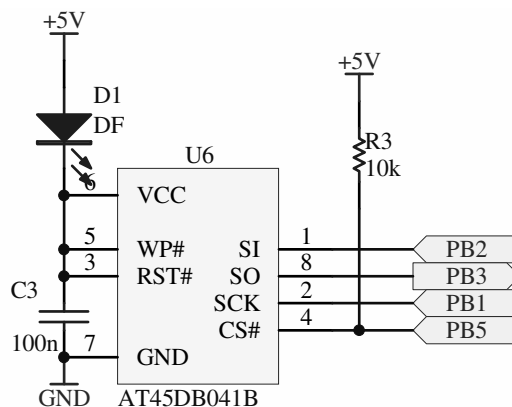 +5V
D1
DF
+5V
R3
10k
U6
6 VCC
5 WP# SI 1 PB2
3 RST# SO 8 PB3
SCK 2 PB1
CS# 4 PB5
C3
100n
7 GND
GND
AT45DB041B